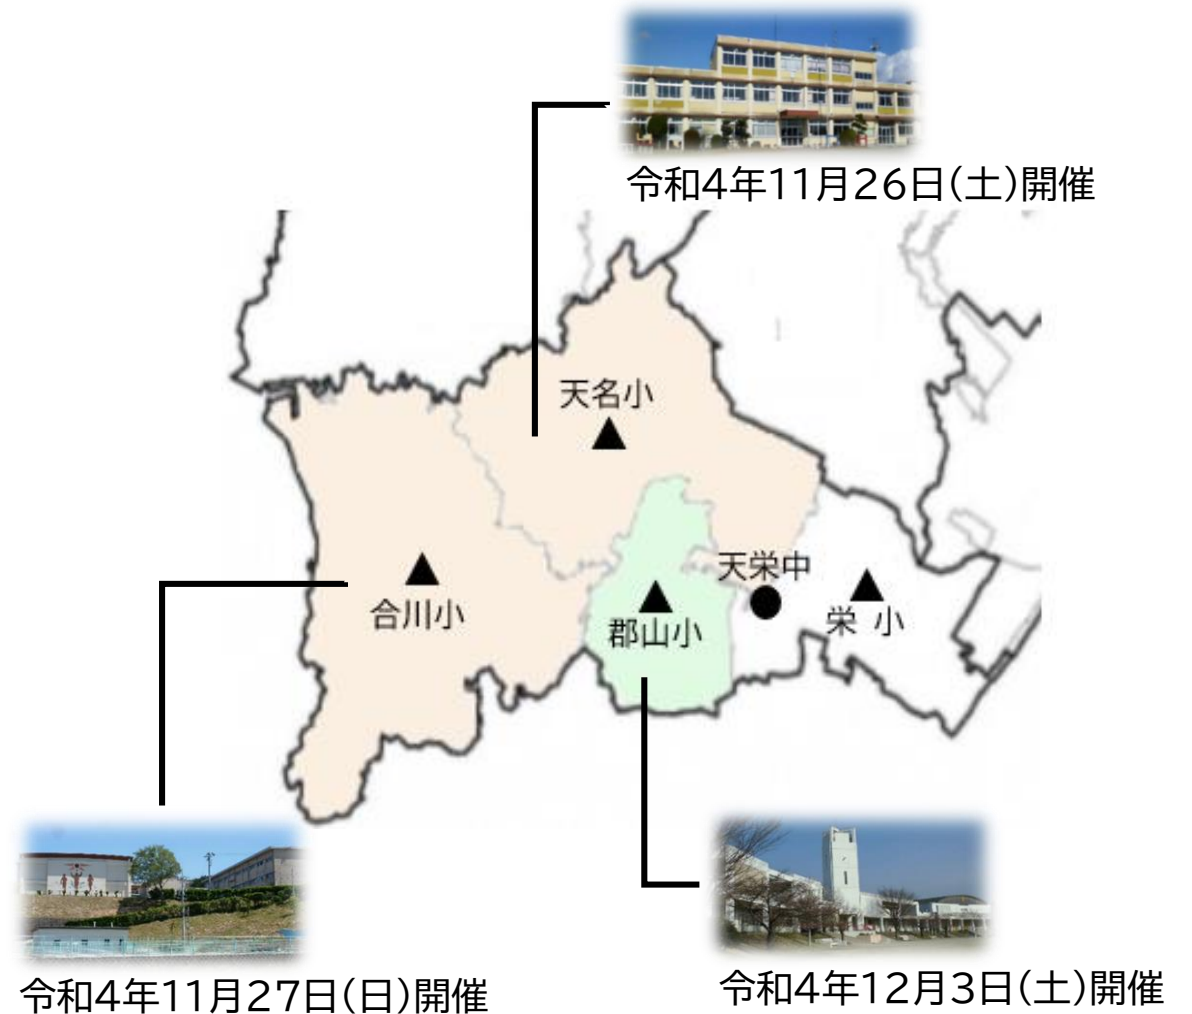 令和4年11月26日(土)開催
天名小
天栄中
合川小
郡山小
栄 小
令和4年11月27日(日)開催
令和4年12月3日(土)開催